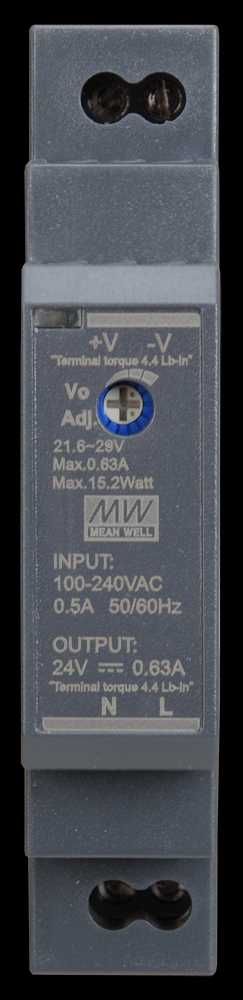 +V -V
"Terminal torque 4.4 Lb-in"
Vo
Adj.
21.6~29V
Max.0.63A
Max.15.2Watt
MW
MEAN WELL
INPUT:
100-240VAC
0.5A 50/60Hz
OUTPUT:
24V ⎓ 0.63A
"Terminal torque 4.4 Lb-in"
N L